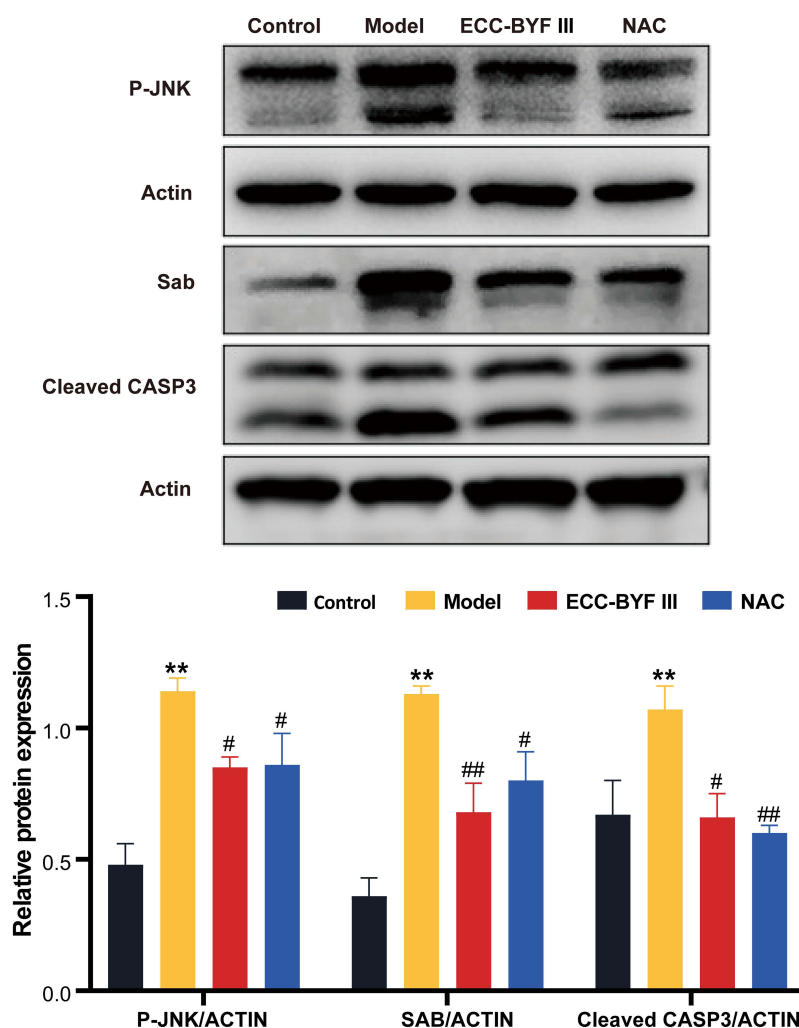 Control Model ECC-BYF III NAC
P-JNK
Actin
Sab
Cleaved CASP3
Actin
Control Model ECC-BYF III NAC
Relative protein expression
1.5
1.0
0.5
0.0
** # #
** ## #
** # ##
P-JNK/ACTIN SAB/ACTIN Cleaved CASP3/ACTIN